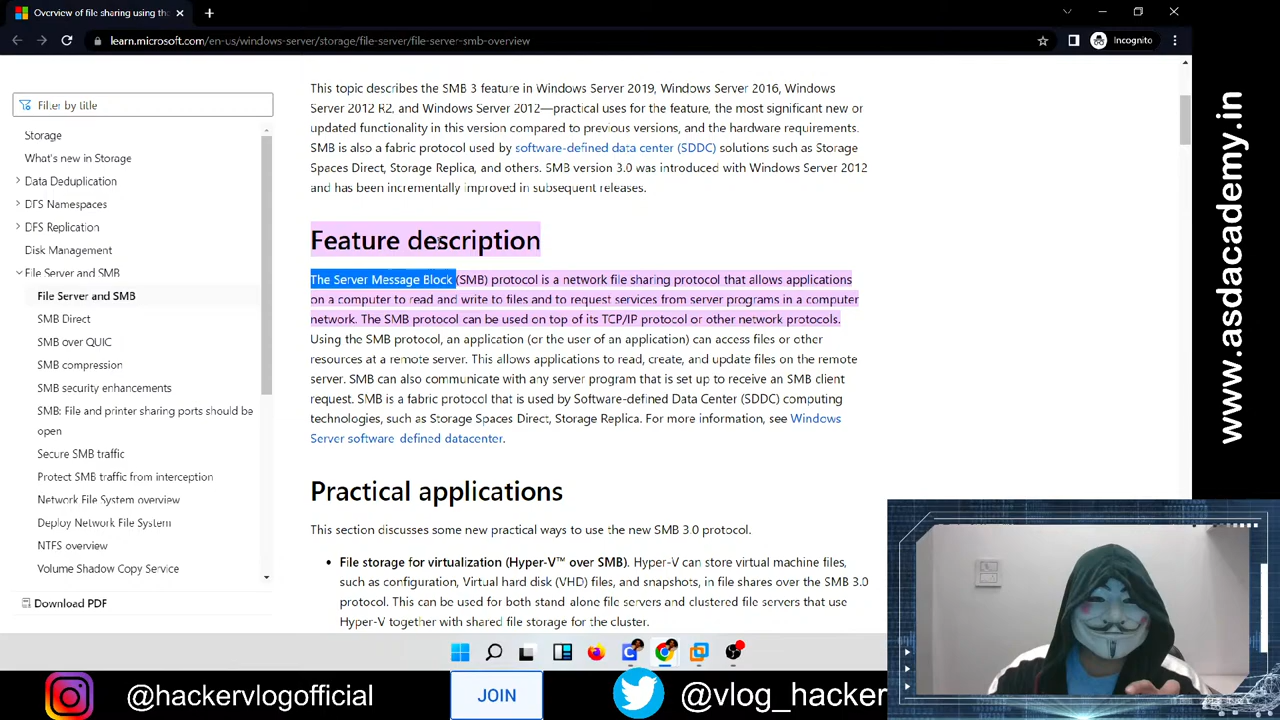 Overview of file sharing using th
learn.microsoft.com/en-us/windows-server/storage/file-server/file-server-smb-overview
Incognito
Filter by title
Storage
What's new in Storage
Data Deduplication
DFS Namespaces
DFS Replication
Disk Management
File Server and SMB
File Server and SMB
SMB Direct
SMB over QUIC
SMB compression
SMB security enhancements
SMB: File and printer sharing ports should be
open
Secure SMB traffic
Protect SMB traffic from interception
Network File System overview
Deploy Network File System
NTFS overview
Volume Shadow Copy Service
Download PDF
This topic describes the SMB 3 feature in Windows Server 2019, Windows Server 2016, Windows
Server 2012 R2, and Windows Server 2012—practical uses for the feature, the most significant new or
updated functionality in this version compared to previous versions, and the hardware requirements.
SMB is also a fabric protocol used by software-defined data center (SDDC) solutions such as Storage
Spaces Direct, Storage Replica, and others. SMB version 3.0 was introduced with Windows Server 2012
and has been incrementally improved in subsequent releases.
Feature description
The Server Message Block (SMB) protocol is a network file sharing protocol that allows applications
on a computer to read and write to files and to request services from server programs in a computer
network. The SMB protocol can be used on top of its TCP/IP protocol or other network protocols.
Using the SMB protocol, an application (or the user of an application) can access files or other
resources at a remote server. This allows applications to read, create, and update files on the remote
server. SMB can also communicate with any server program that is set up to receive an SMB client
request. SMB is a fabric protocol that is used by Software-defined Data Center (SDDC) computing
technologies, such as Storage Spaces Direct, Storage Replica. For more information, see Windows
Server software-defined datacenter.
Practical applications
This section discusses some new practical ways to use the new SMB 3.0 protocol.
• File storage for virtualization (Hyper-V™ over SMB). Hyper-V can store virtual machine files,
such as configuration, Virtual hard disk (VHD) files, and snapshots, in file shares over the SMB 3.0
protocol. This can be used for both stand-alone file servers and clustered file servers that use
Hyper-V together with shared file storage for the cluster.
www.asdacademy.in
@hackervlogofficial
JOIN
@vlog_hacker